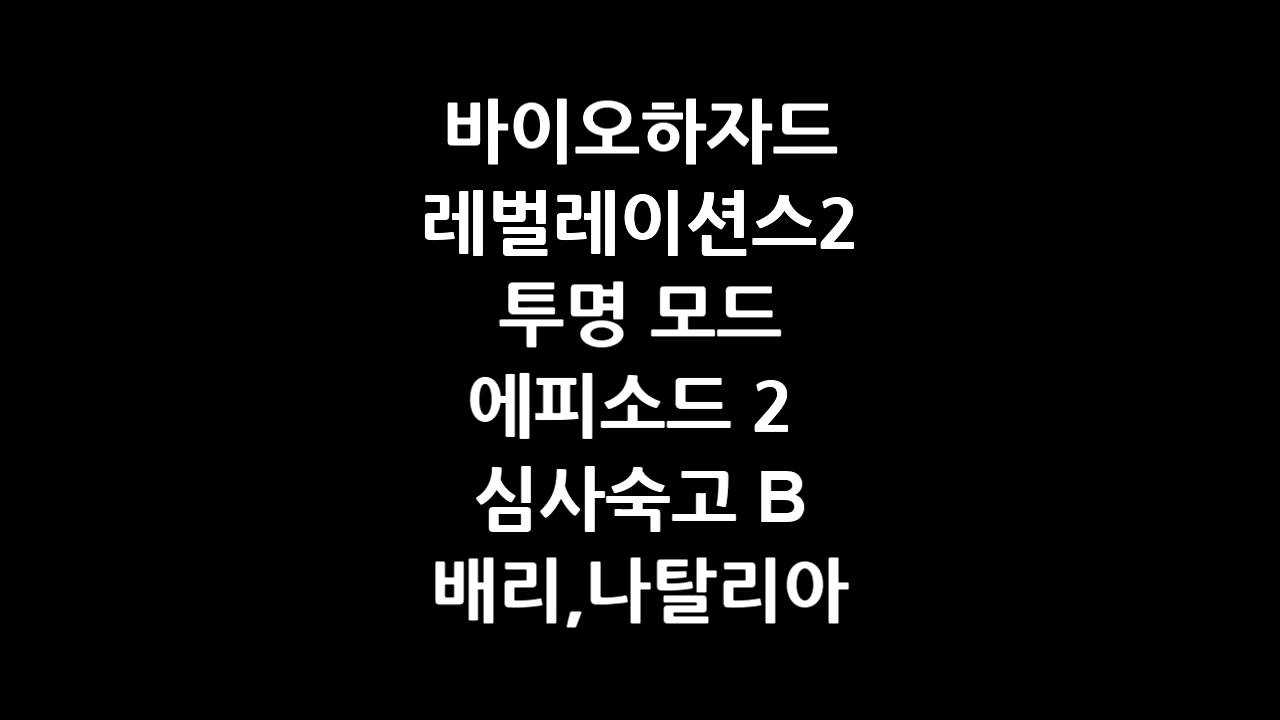 바이오하자드
레벌레이션스2
투명 모드
에피소드 2
심사숙고 B
배리,나탈리아